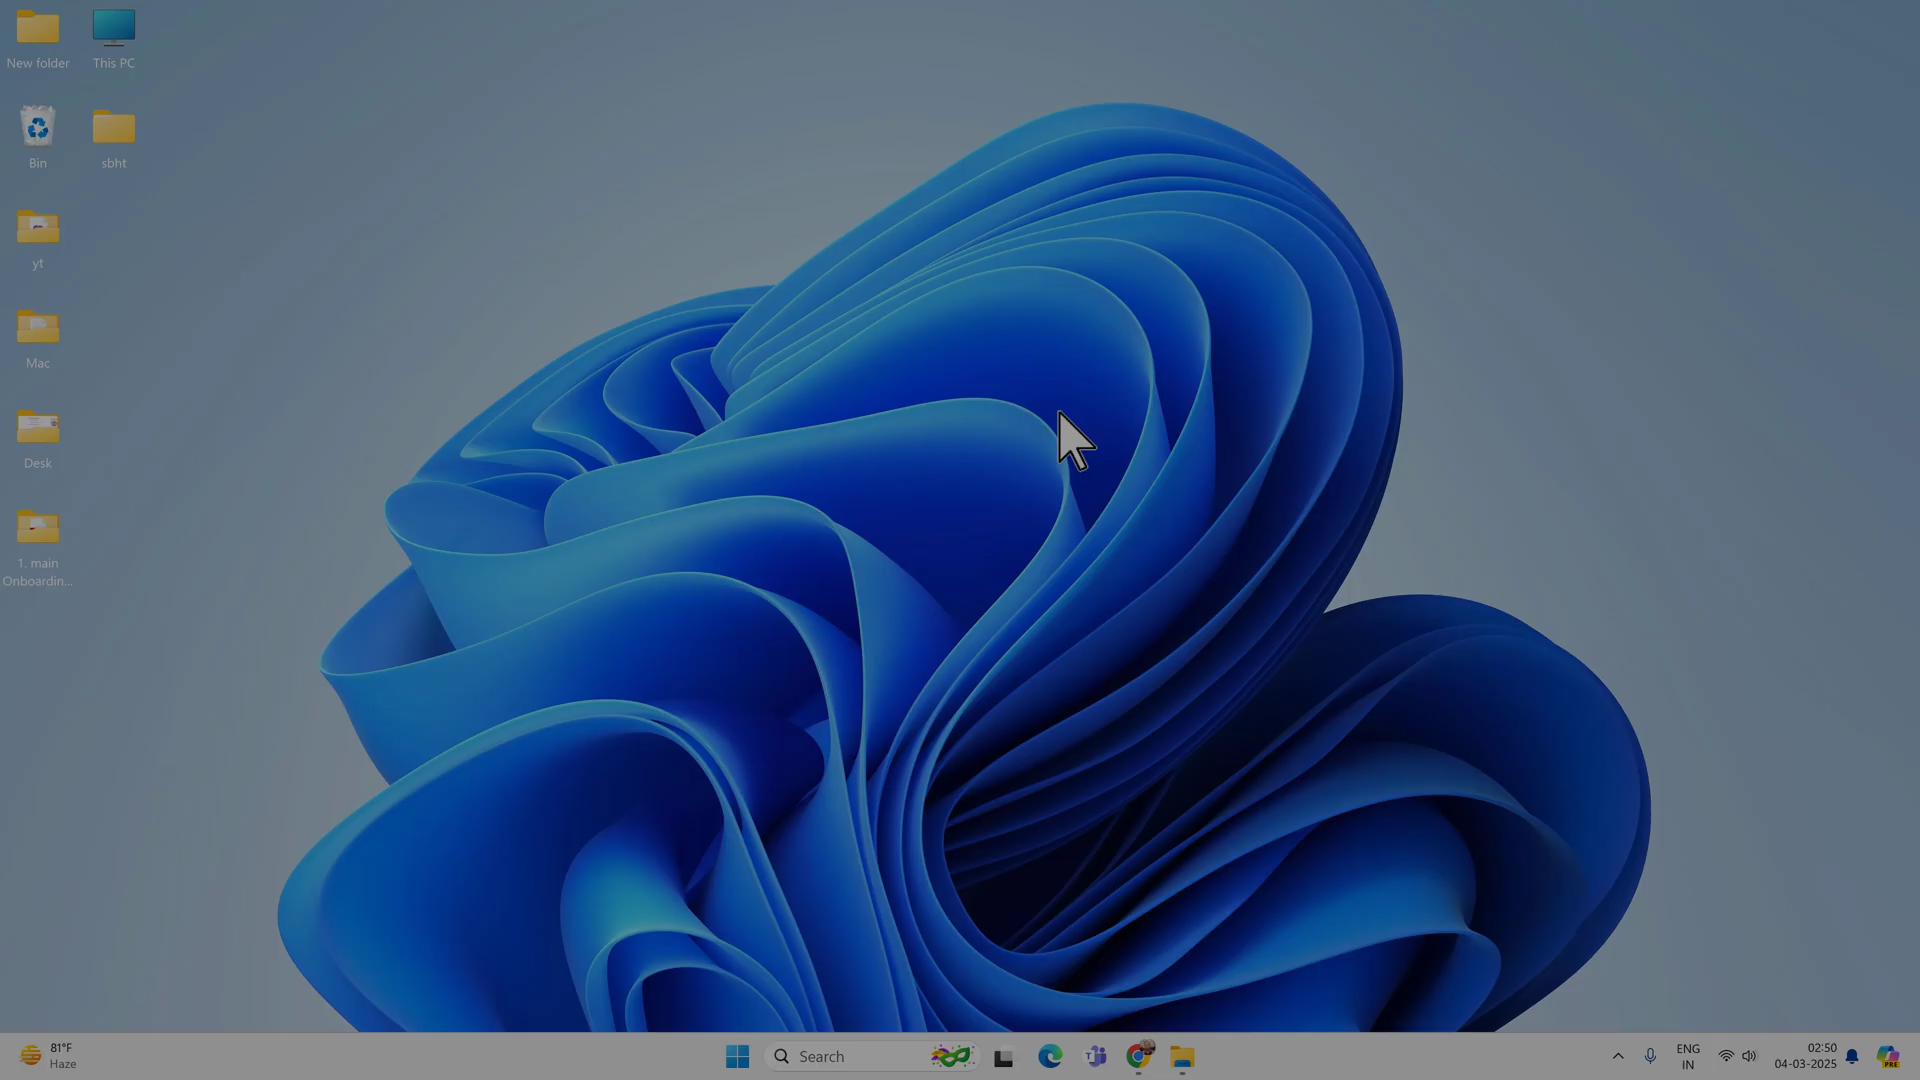 New folder
This PC
Bin
sbht
yt
Mac
Desk
1. main
Onboardin...
81°F
Haze
Search
ENG
IN
02:50
04-03-2025
PRE